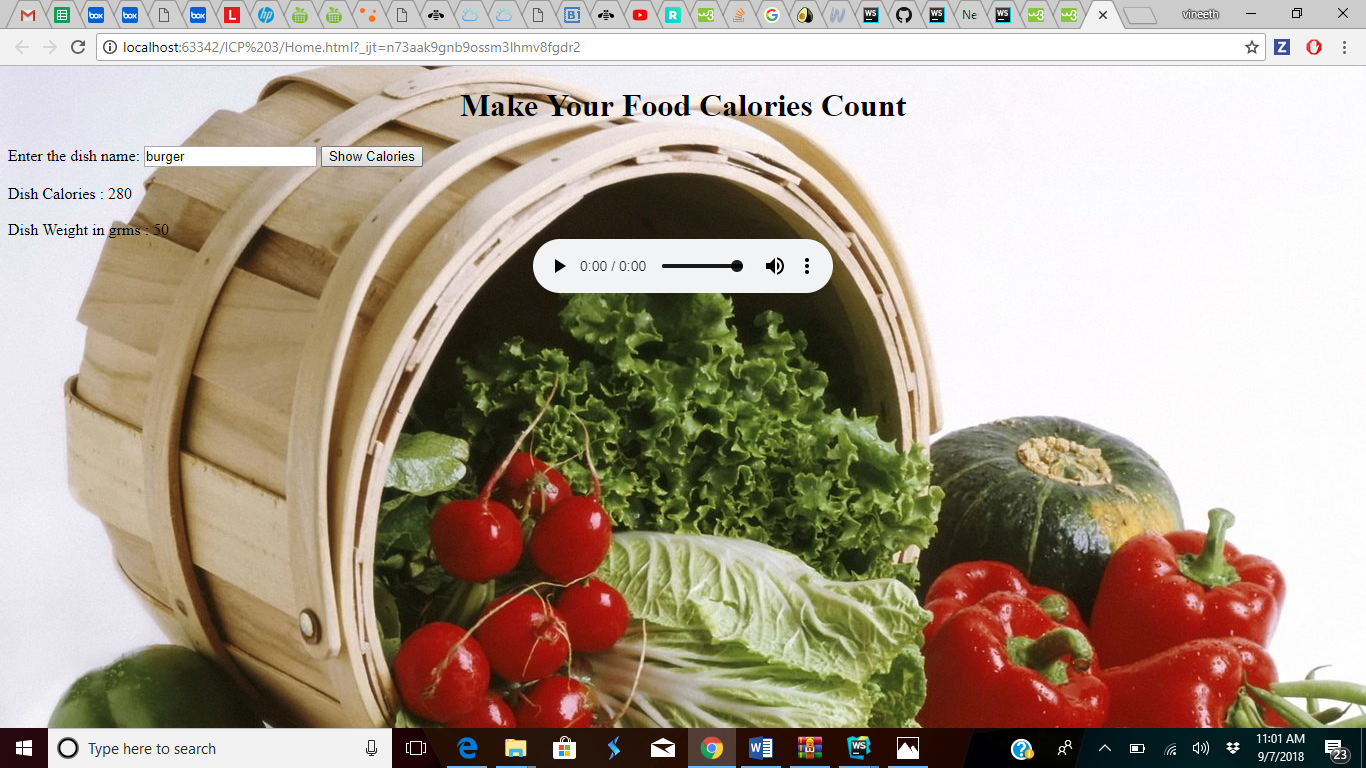 Ne
vineeth
localhost:63342/ICP%203/Home.html?_ijt=n73aak9gnb9ossm3lhmv8fgdr2
Make Your Food Calories Count
Enter the dish name: burger Show Calories
Dish Calories : 280
Dish Weight in grms : 50
0:00 / 0:00
Type here to search
11:01 AM
9/7/2018
23